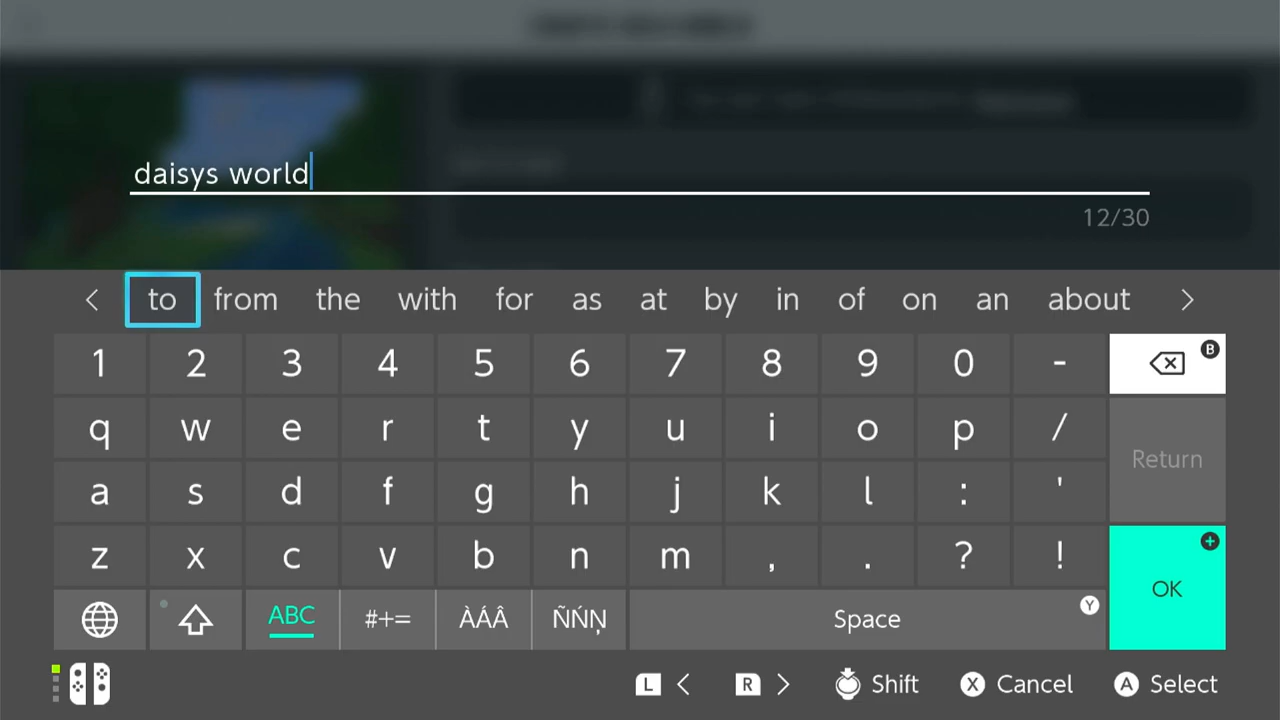 daisys world
12/30
to from the with for as at by in of on an about
1 2 3 4 5 6 7 8 9 0 - B
q w e r t y u i o p /
Return
a s d f g h j k l : '
z x c v b n m , . ? ! +
OK
ABC #+= ÀÁÂ ÑŃŅ Space Y
L R Shift X Cancel A Select